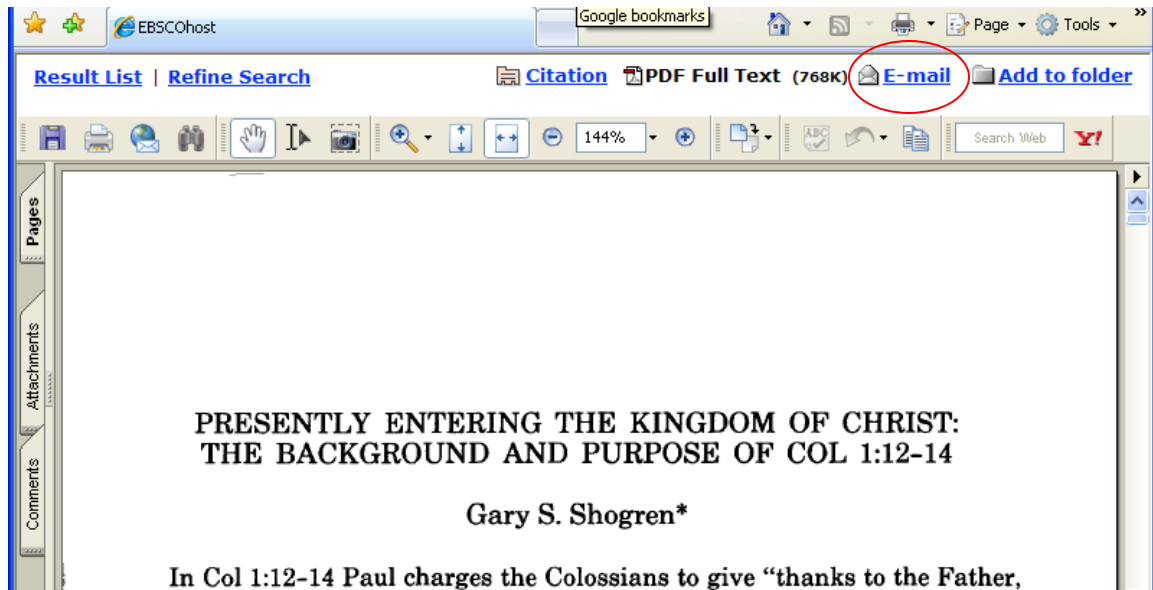 EBSCOhost
Google bookmarks
Page
Tools
»
Result List | Refine Search
Citation PDF Full Text (768K) E-mail Add to folder
144%
ABC
Search Web
Y!
Pages
Attachments
Comments
PRESENTLY ENTERING THE KINGDOM OF CHRIST:
THE BACKGROUND AND PURPOSE OF COL 1:12–14
Gary S. Shogren*
In Col 1:12–14 Paul charges the Colossians to give “thanks to the Father,